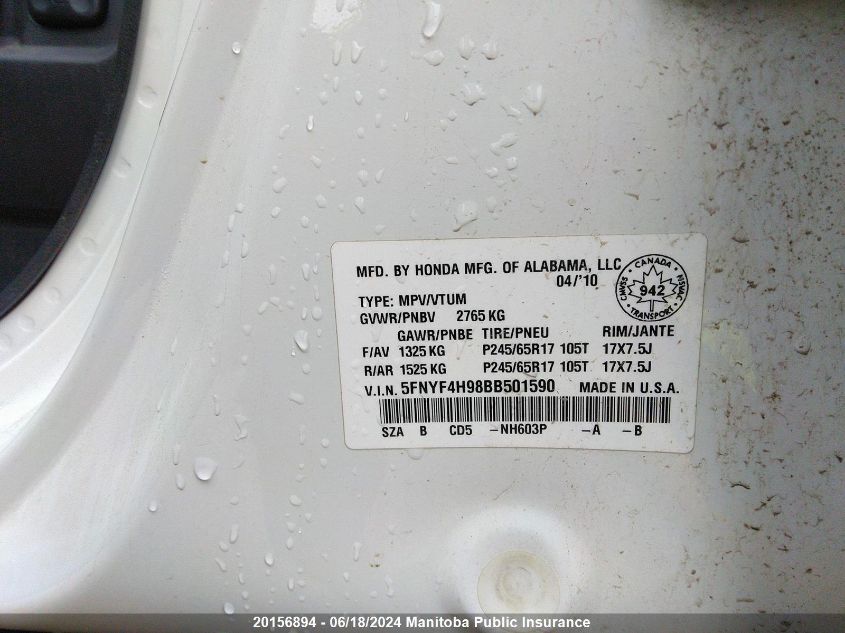 MFD. BY HONDA MFG. OF ALABAMA, LLC
04/'10
CANADA
CMVSS 942 NSVAC
TRANSPORT
TYPE: MPV/VTUM
GVWR/PNBV 2765 KG
GAWR/PNBE TIRE/PNEU RIM/JANTE
F/AV 1325 KG P245/65R17 105T 17X7.5J
R/AR 1525 KG P245/65R17 105T 17X7.5J
V.I.N. 5FNYF4H98BB501590 MADE IN U.S.A.
SZA B CD5 -NH603P -A -B
20156894 - 06/18/2024 Manitoba Public Insurance